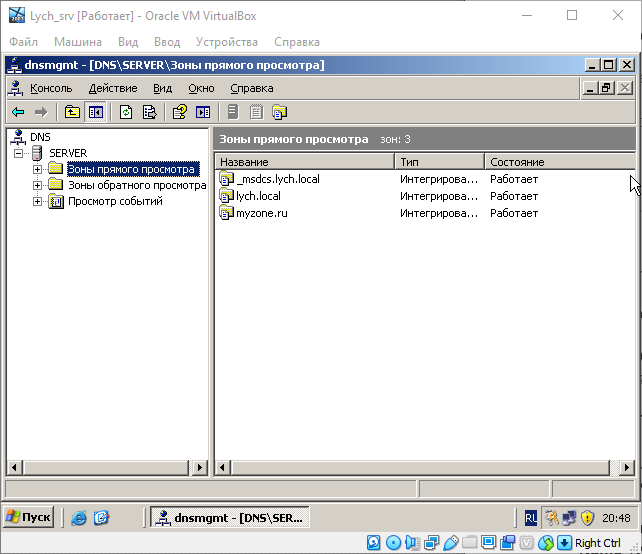 Lych_srv [Работает] - Oracle VM VirtualBox
Файл Машина Вид Ввод Устройства Справка
dnsmgmt - [DNS\SERVER\Зоны прямого просмотра]
Консоль Действие Вид Окно Справка
DNS
SERVER
Зоны прямого просмотра
Зоны обратного просмотра
Просмотр событий
Зоны прямого просмотра зон: 3
Название Тип Состояние
_msdcs.lych.local Интегрирова... Работает
lych.local Интегрирова... Работает
myzone.ru Интегрирова... Работает
Пуск
dnsmgmt - [DNS\SER...
RU
20:48
Right Ctrl